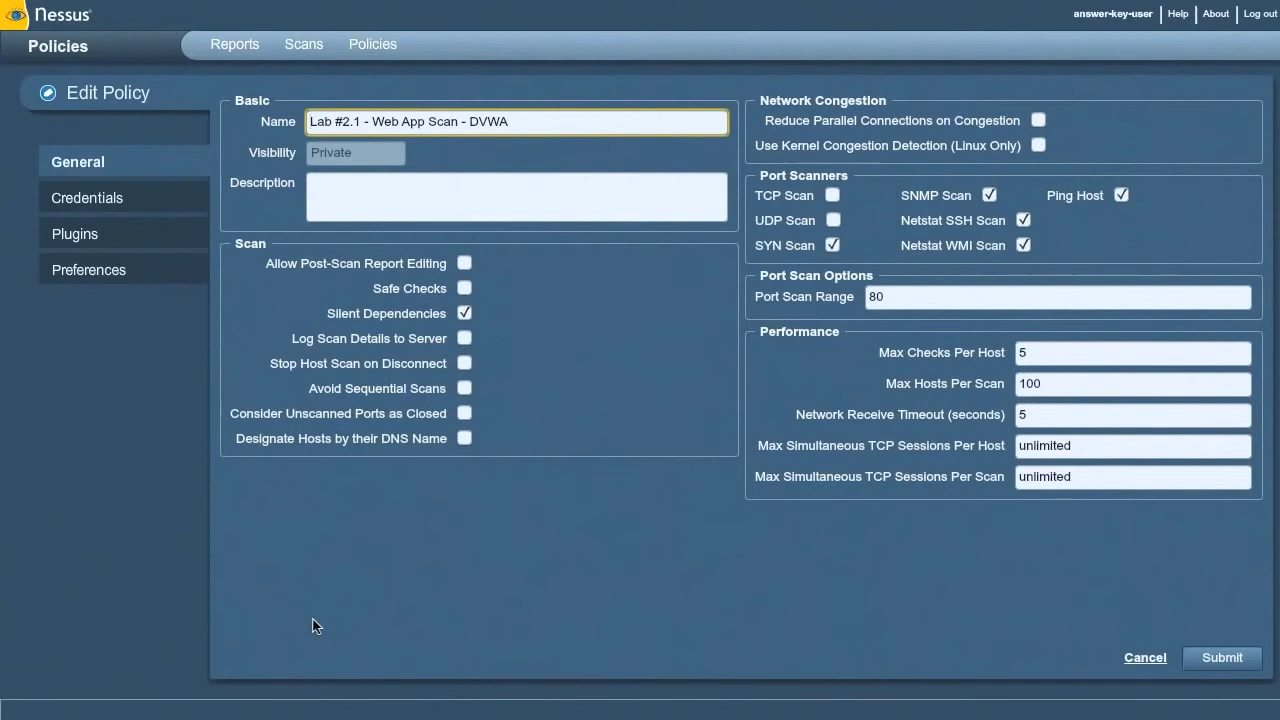 Nessus
answer-key-user Help About Log out
Policies
Reports Scans Policies
Edit Policy
General
Credentials
Plugins
Preferences
Basic
Name Lab #2.1 - Web App Scan - DVWA
Visibility Private
Description
Scan
Allow Post-Scan Report Editing
Safe Checks
Silent Dependencies
Log Scan Details to Server
Stop Host Scan on Disconnect
Avoid Sequential Scans
Consider Unscanned Ports as Closed
Designate Hosts by their DNS Name
Network Congestion
Reduce Parallel Connections on Congestion
Use Kernel Congestion Detection (Linux Only)
Port Scanners
TCP Scan SNMP Scan Ping Host
UDP Scan Netstat SSH Scan
SYN Scan Netstat WMI Scan
Port Scan Options
Port Scan Range 80
Performance
Max Checks Per Host 5
Max Hosts Per Scan 100
Network Receive Timeout (seconds) 5
Max Simultaneous TCP Sessions Per Host unlimited
Max Simultaneous TCP Sessions Per Scan unlimited
Cancel Submit